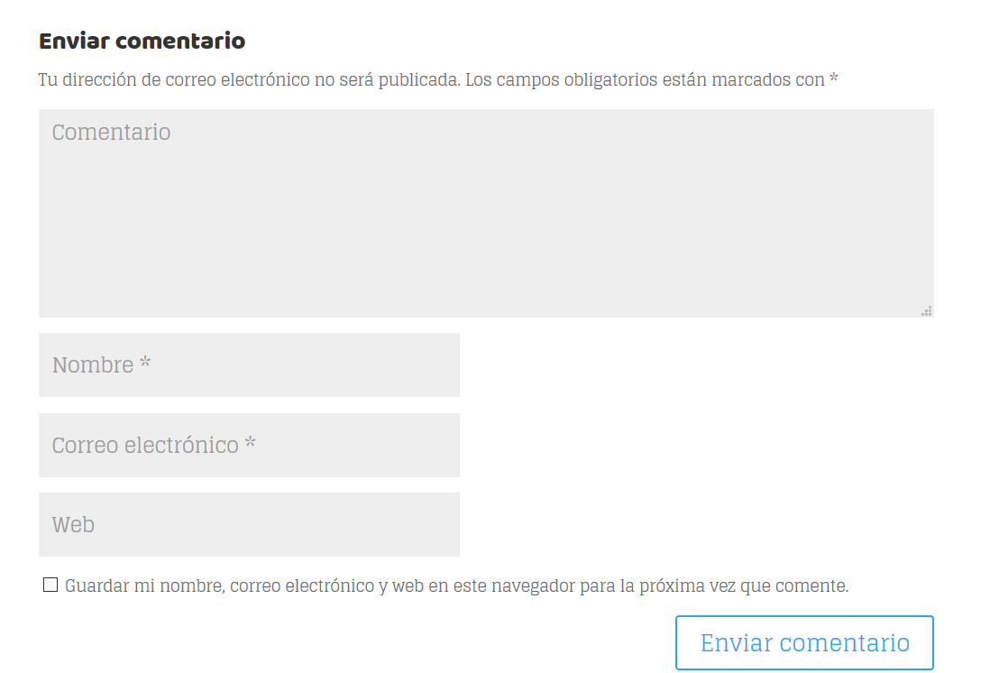 Enviar comentario
Tu dirección de correo electrónico no será publicada. Los campos obligatorios están marcados con *
Comentario
Nombre *
Correo electrónico *
Web
Guardar mi nombre, correo electrónico y web en este navegador para la próxima vez que comente.
Enviar comentario